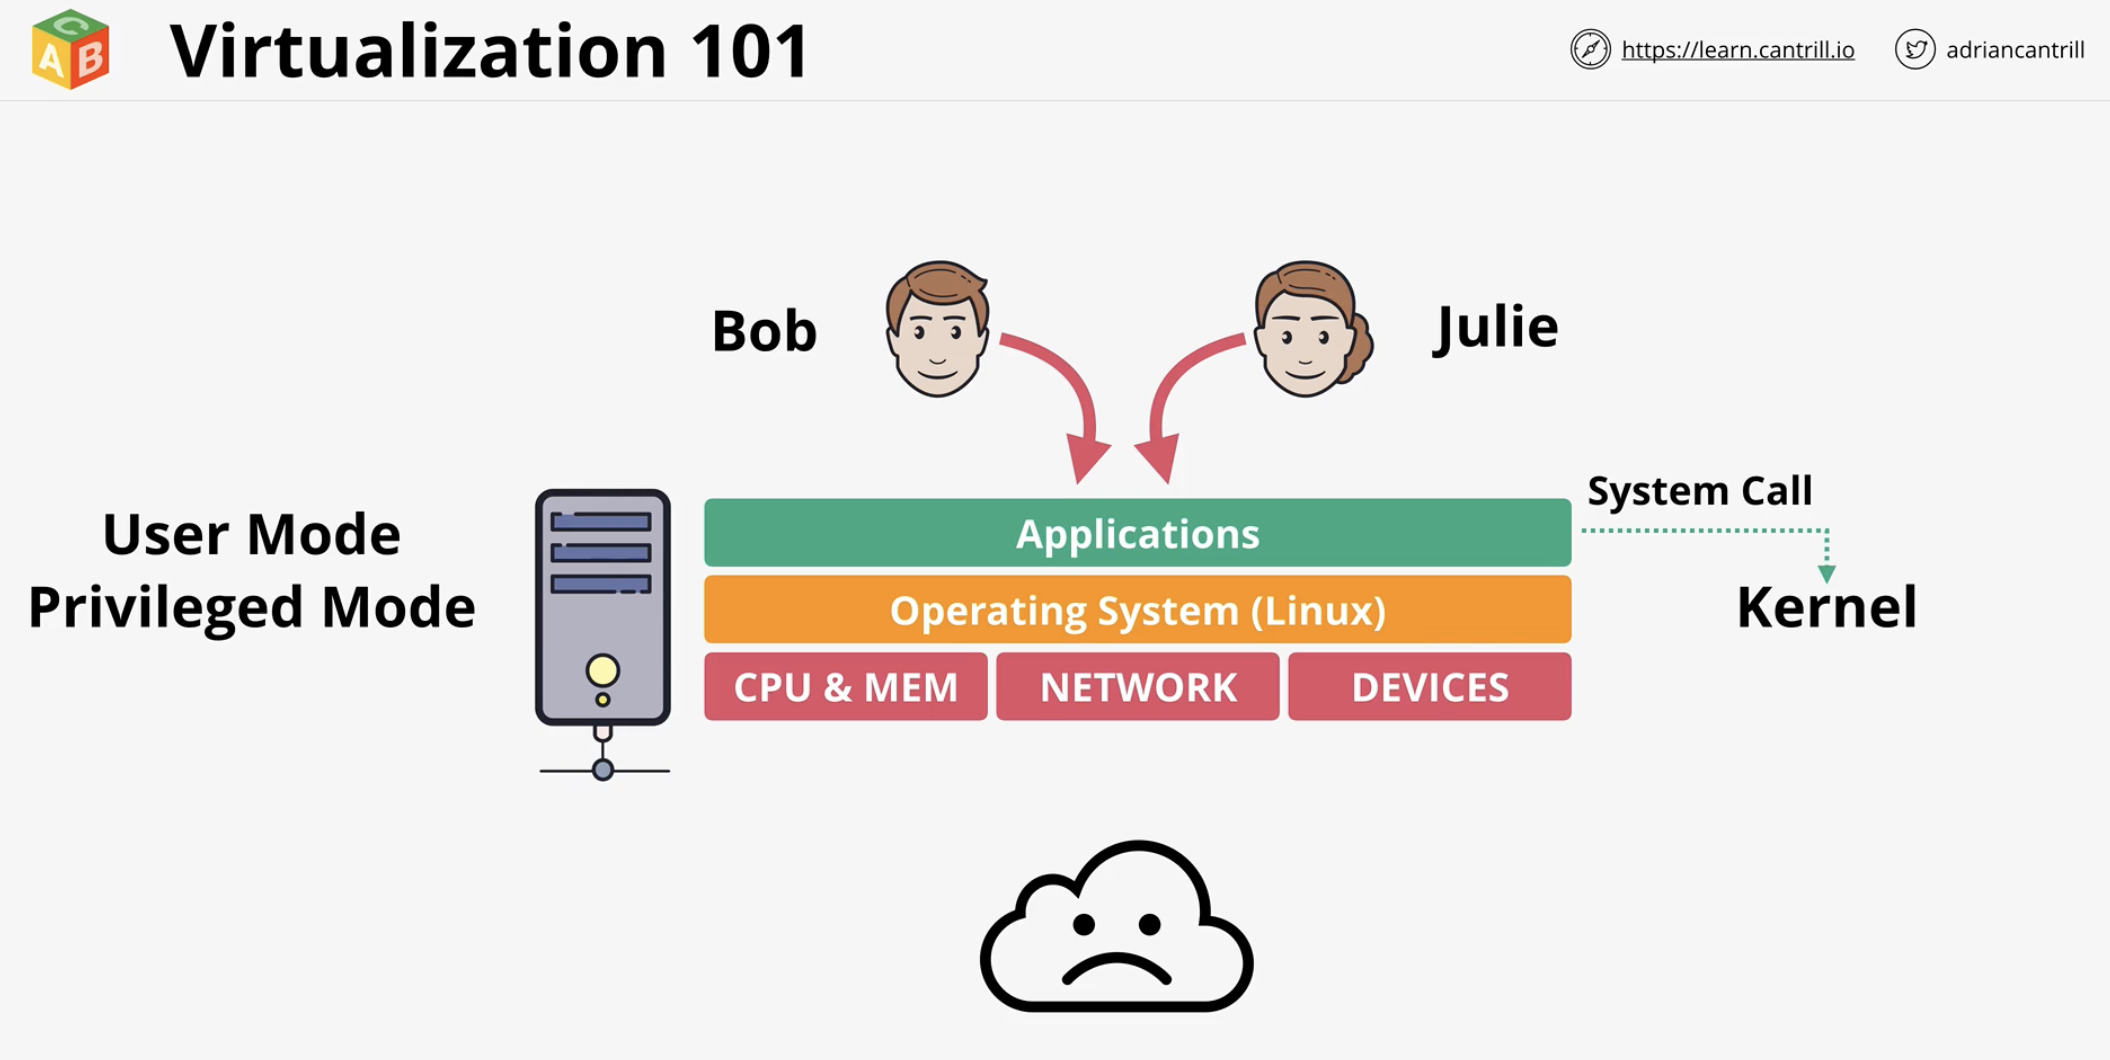 C
A B
Virtualization 101
https://learn.cantrill.io
adriancantrill
Bob
Julie
User Mode
Privileged Mode
Applications
Operating System (Linux)
CPU & MEM
NETWORK
DEVICES
System Call
Kernel